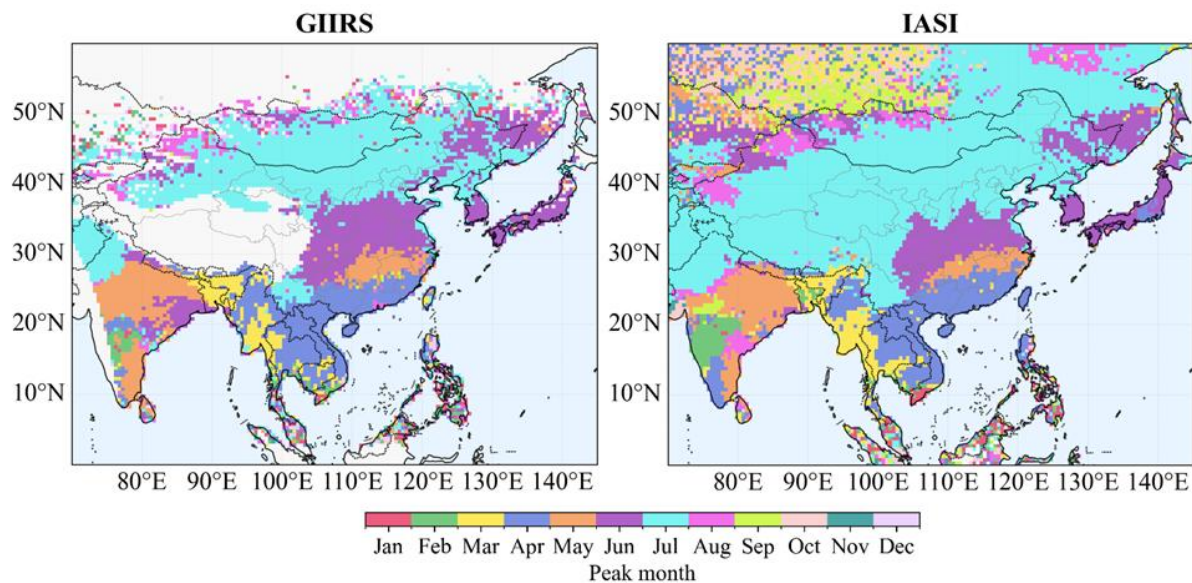 GIIRS IASI
50°N 50°N
40°N 40°N
30°N 30°N
20°N 20°N
10°N 10°N
80°E 90°E 100°E 110°E 120°E 130°E 140°E 80°E 90°E 100°E 110°E 120°E 130°E 140°E
Jan Feb Mar Apr May Jun Jul Aug Sep Oct Nov Dec
Peak month